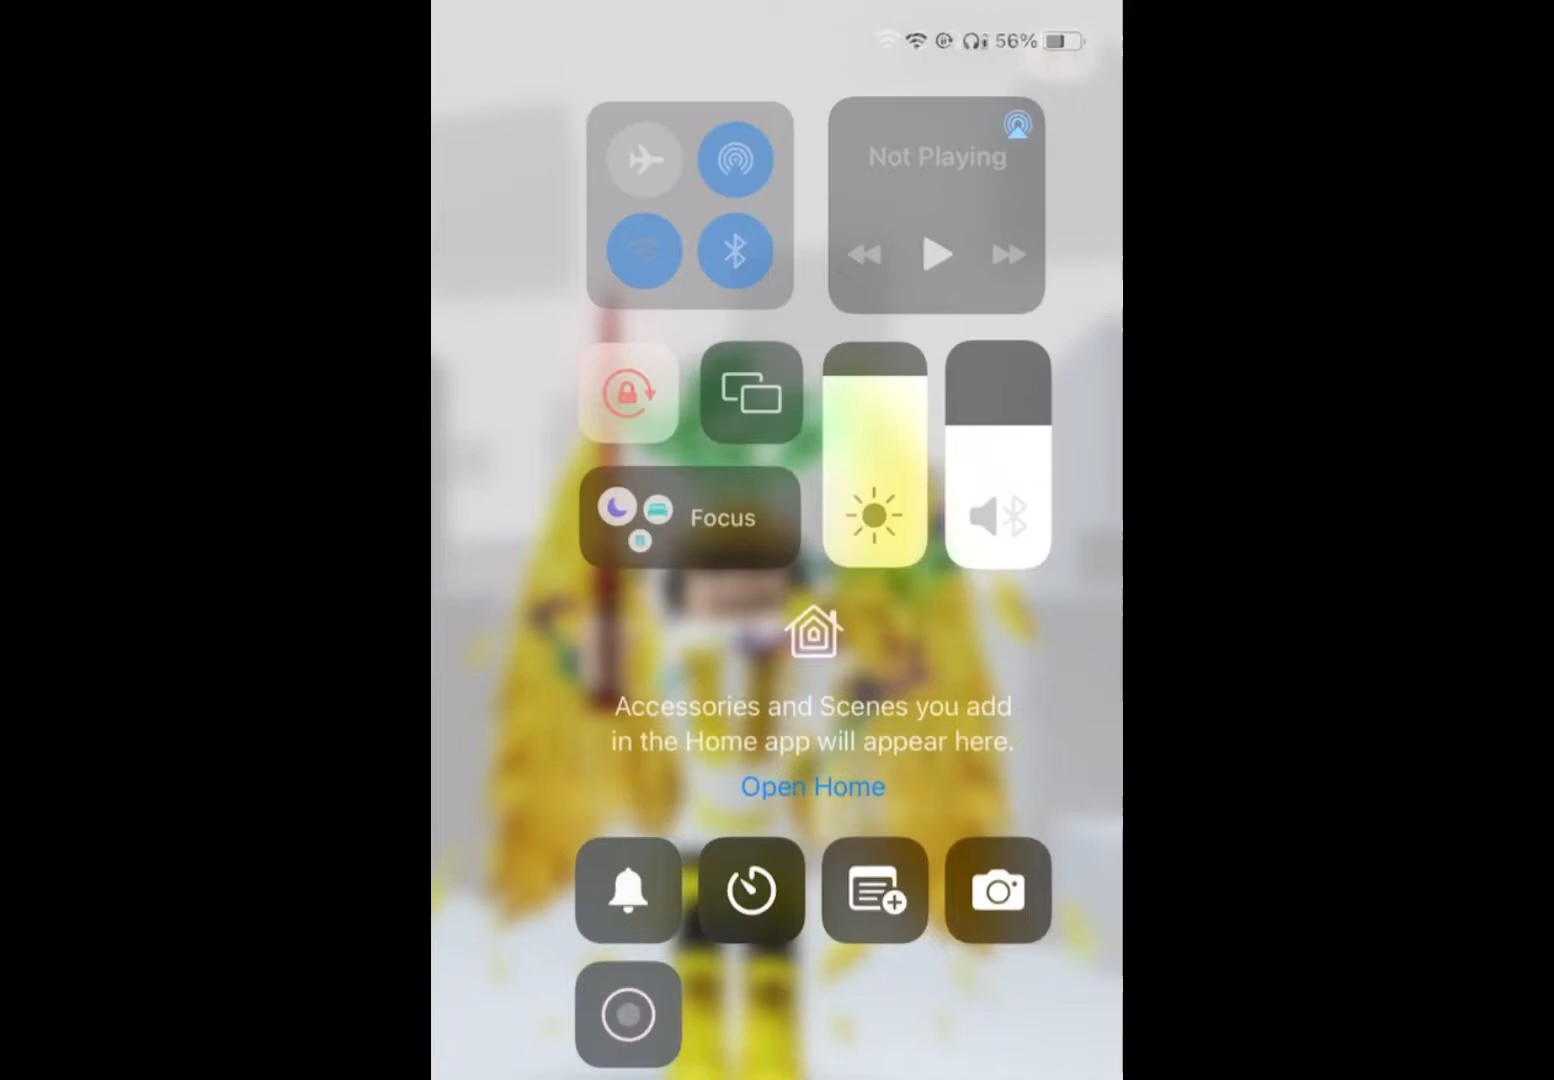 56%
Not Playing
Focus
Accessories and Scenes you add
in the Home app will appear here.
Open Home